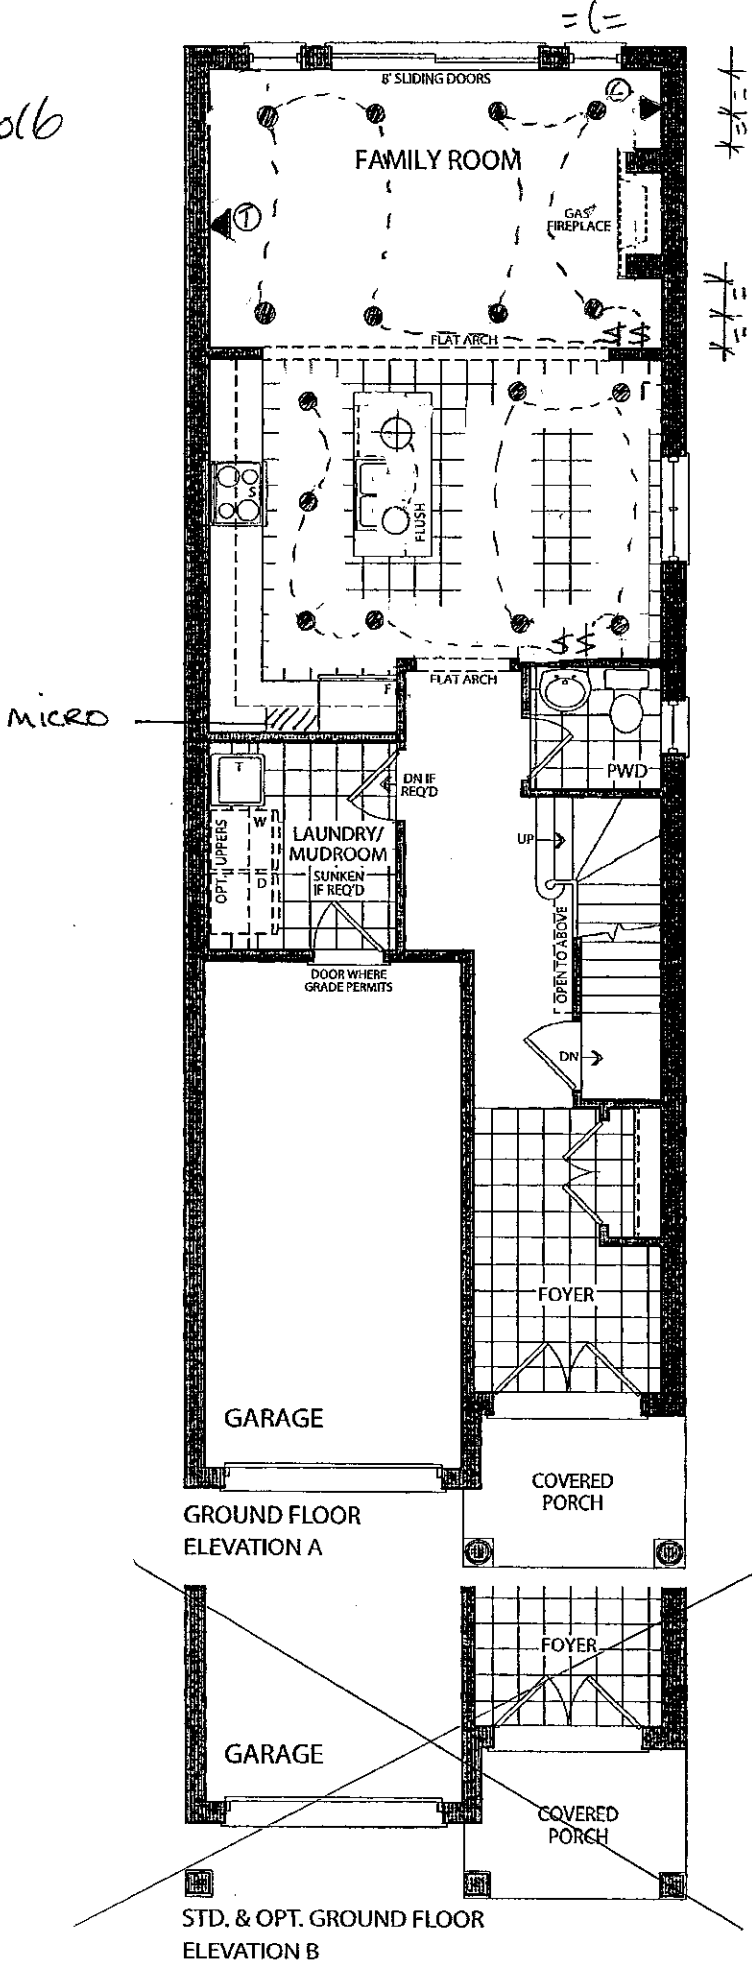 =(=
016
8' SLIDING DOORS
FAMILY ROOM
GAS
FIREPLACE
T
FLAT ARCH
S
FLUSH
F
FLAT ARCH
MICRO
PWD
T
DN IF
REQ'D
W
LAUNDRY/
MUDROOM
OPT. UPPERS
D
SUNKEN
IF REQ'D
UP
OPEN TO ABOVE
DOOR WHERE
GRADE PERMITS
DN
FOYER
GARAGE
COVERED
PORCH
GROUND FLOOR
ELEVATION A
FOYER
GARAGE
COVERED
PORCH
STD. & OPT. GROUND FLOOR
ELEVATION B